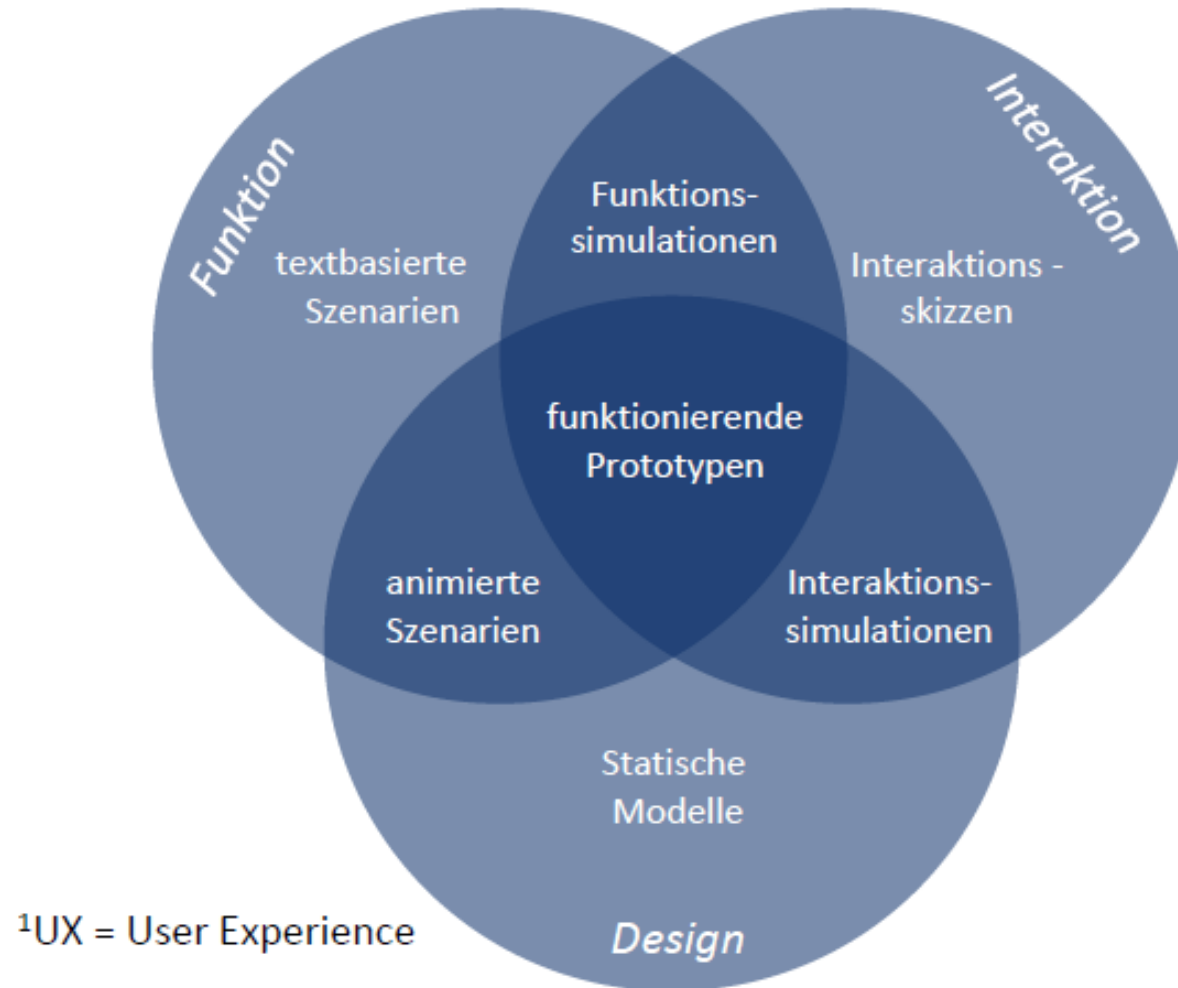 Funktion
Interaktion
Funktions-
simulationen
textbasierte
Szenarien
Interaktions -
skizzen
funktionierende
Prototypen
animierte
Szenarien
Interaktions-
simulationen
Statische
Modelle
Design
¹UX = User Experience